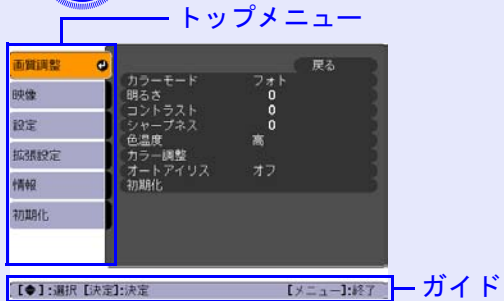 トップメニュー
画質調整
映像
設定
拡張設定
情報
初期化
戻る
カラーモード フォト
明るさ 0
コントラスト 0
シャープネス 0
色温度 高
カラー調整
オートアイリス オフ
初期化
【◆】:選択 【決定】:決定 【メニュー】:終了
ガイド